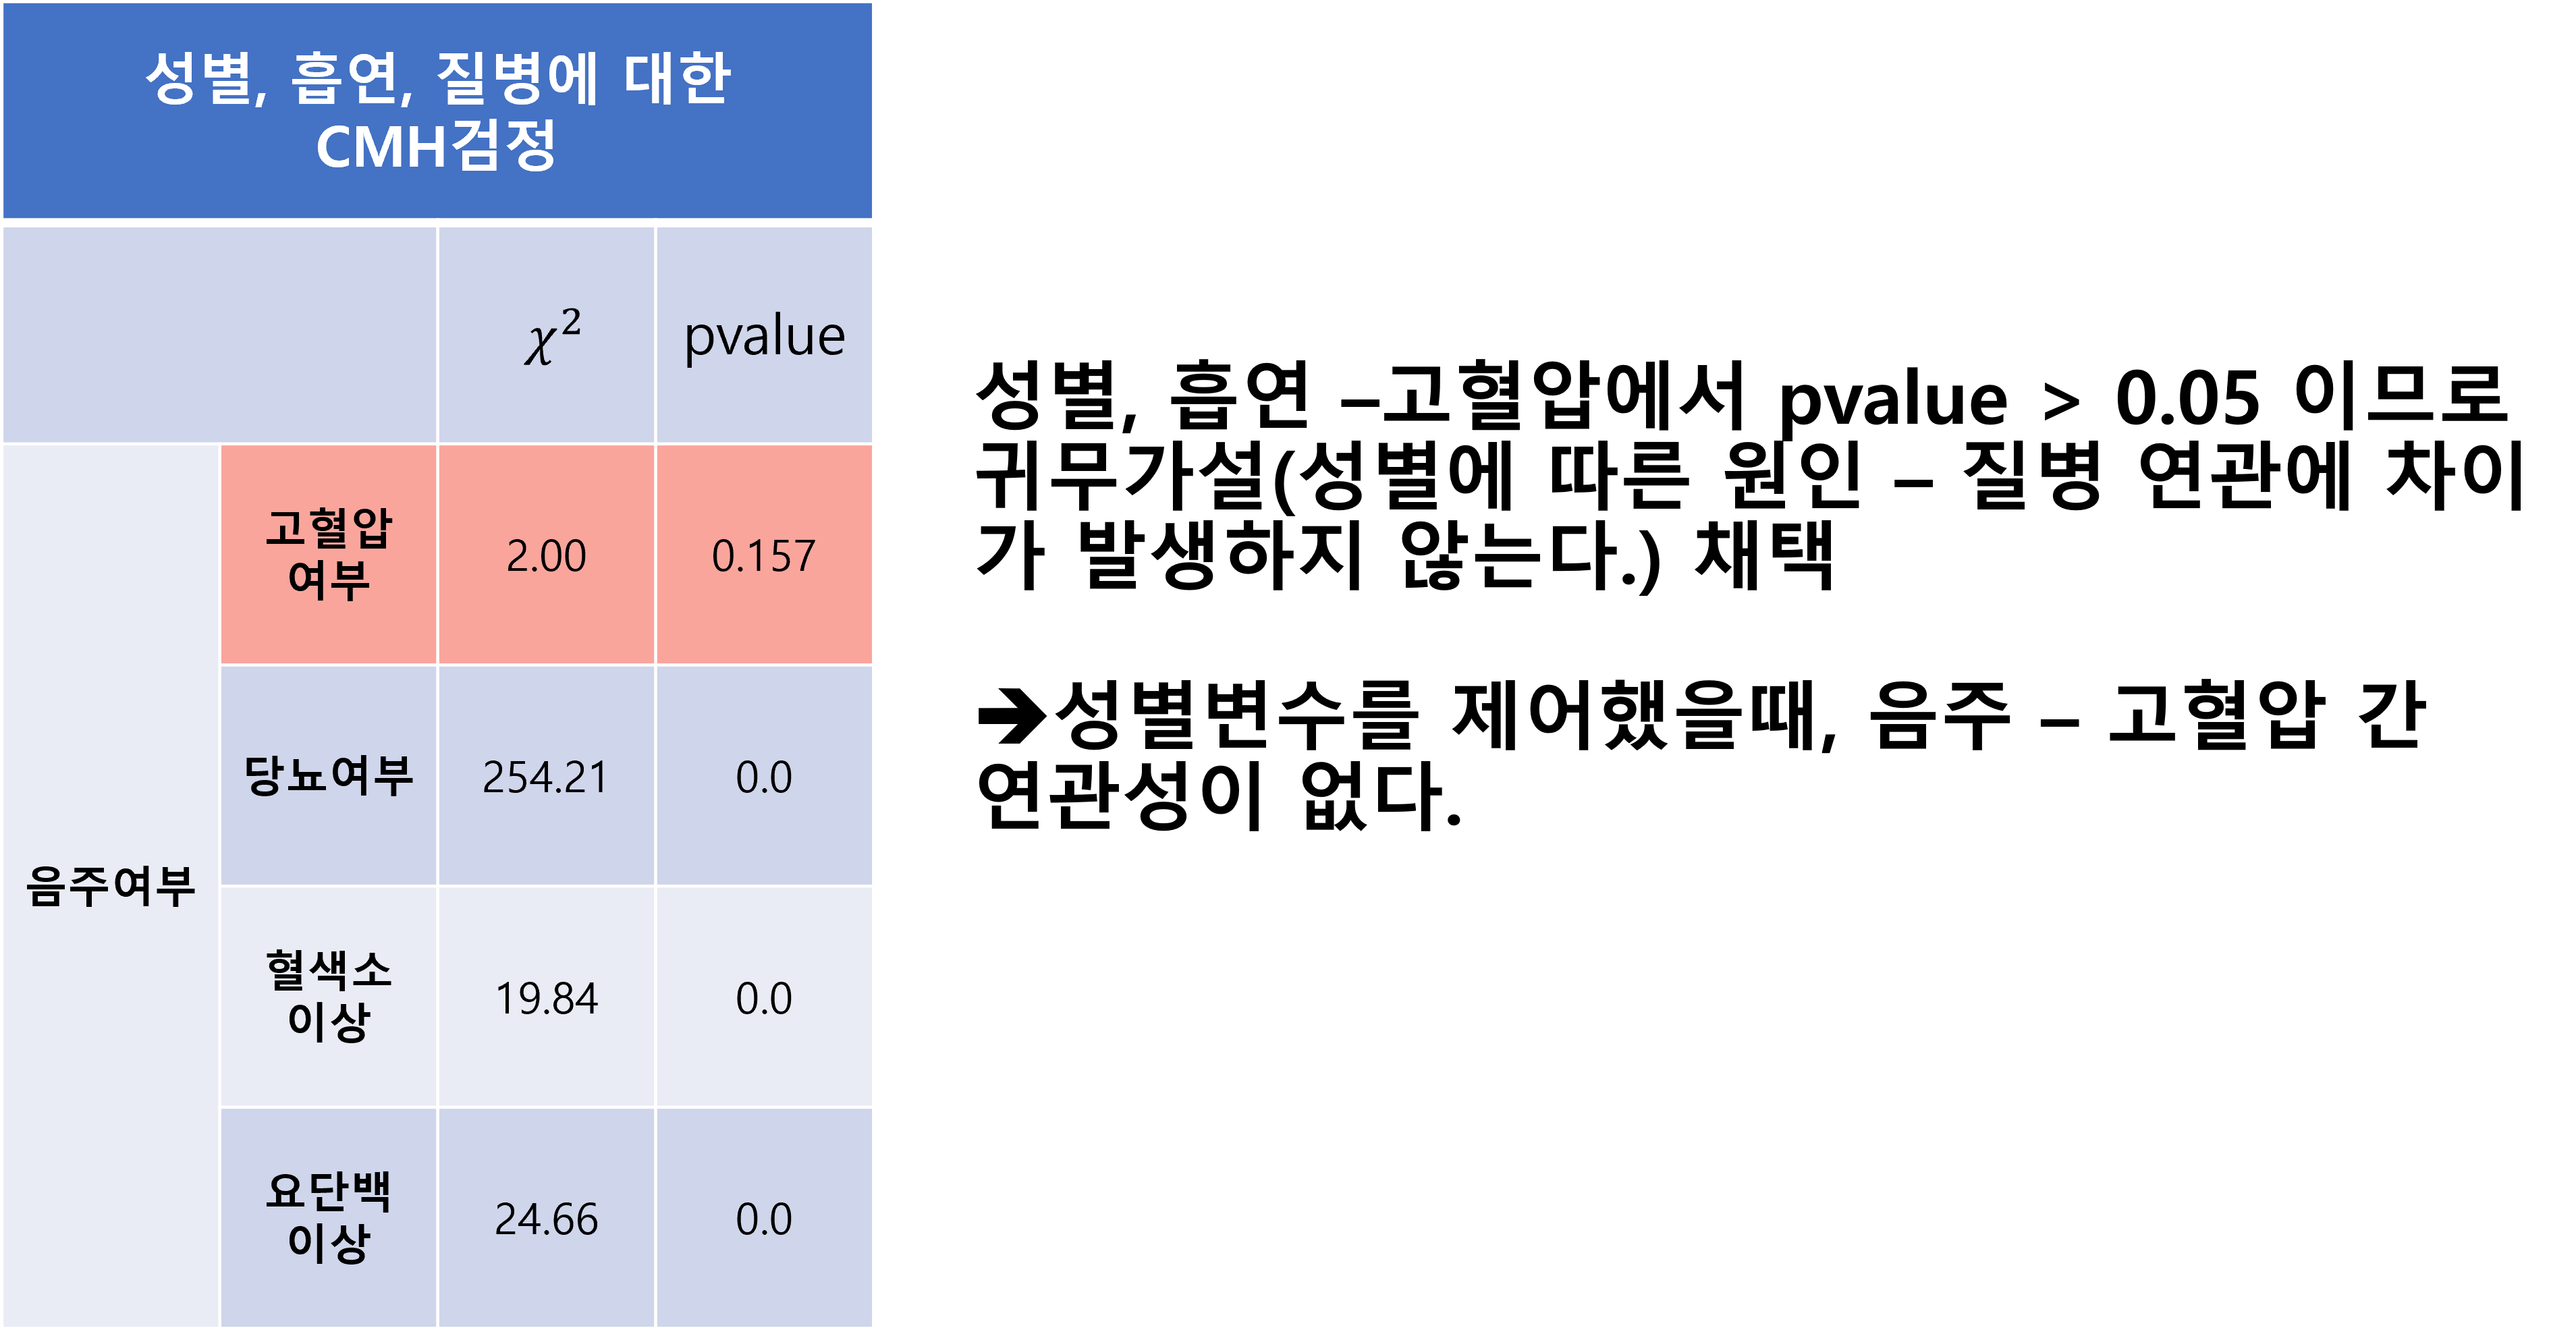 성별, 흡연, 질병에 대한
CMH검정
χ² pvalue
음주여부
고혈압
여부
2.00 0.157
당뇨여부 254.21 0.0
혈색소
이상
19.84 0.0
요단백
이상
24.66 0.0
성별, 흡연 –고혈압에서 pvalue > 0.05 이므로
귀무가설(성별에 따른 원인 – 질병 연관에 차이
가 발생하지 않는다.) 채택
➔성별변수를 제어했을때, 음주 – 고혈압 간
연관성이 없다.